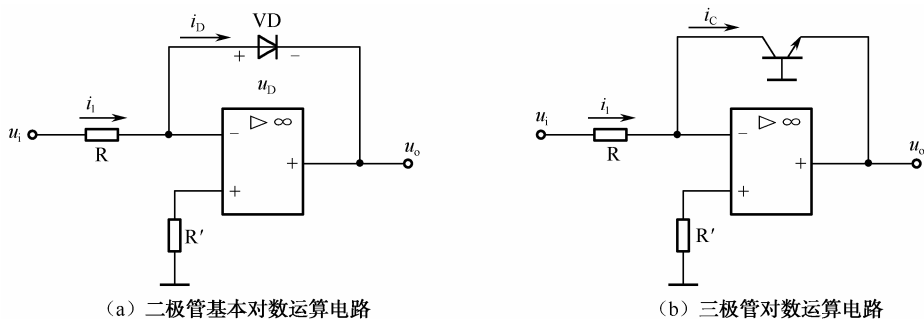 i_D
VD
+ −
u_D
i_1
u_i
R
▷ ∞
−
+
+
u_o
R′
(a)二极管基本对数运算电路
i_C
i_1
u_i
R
▷ ∞
−
+
+
u_o
R′
(b)三极管对数运算电路